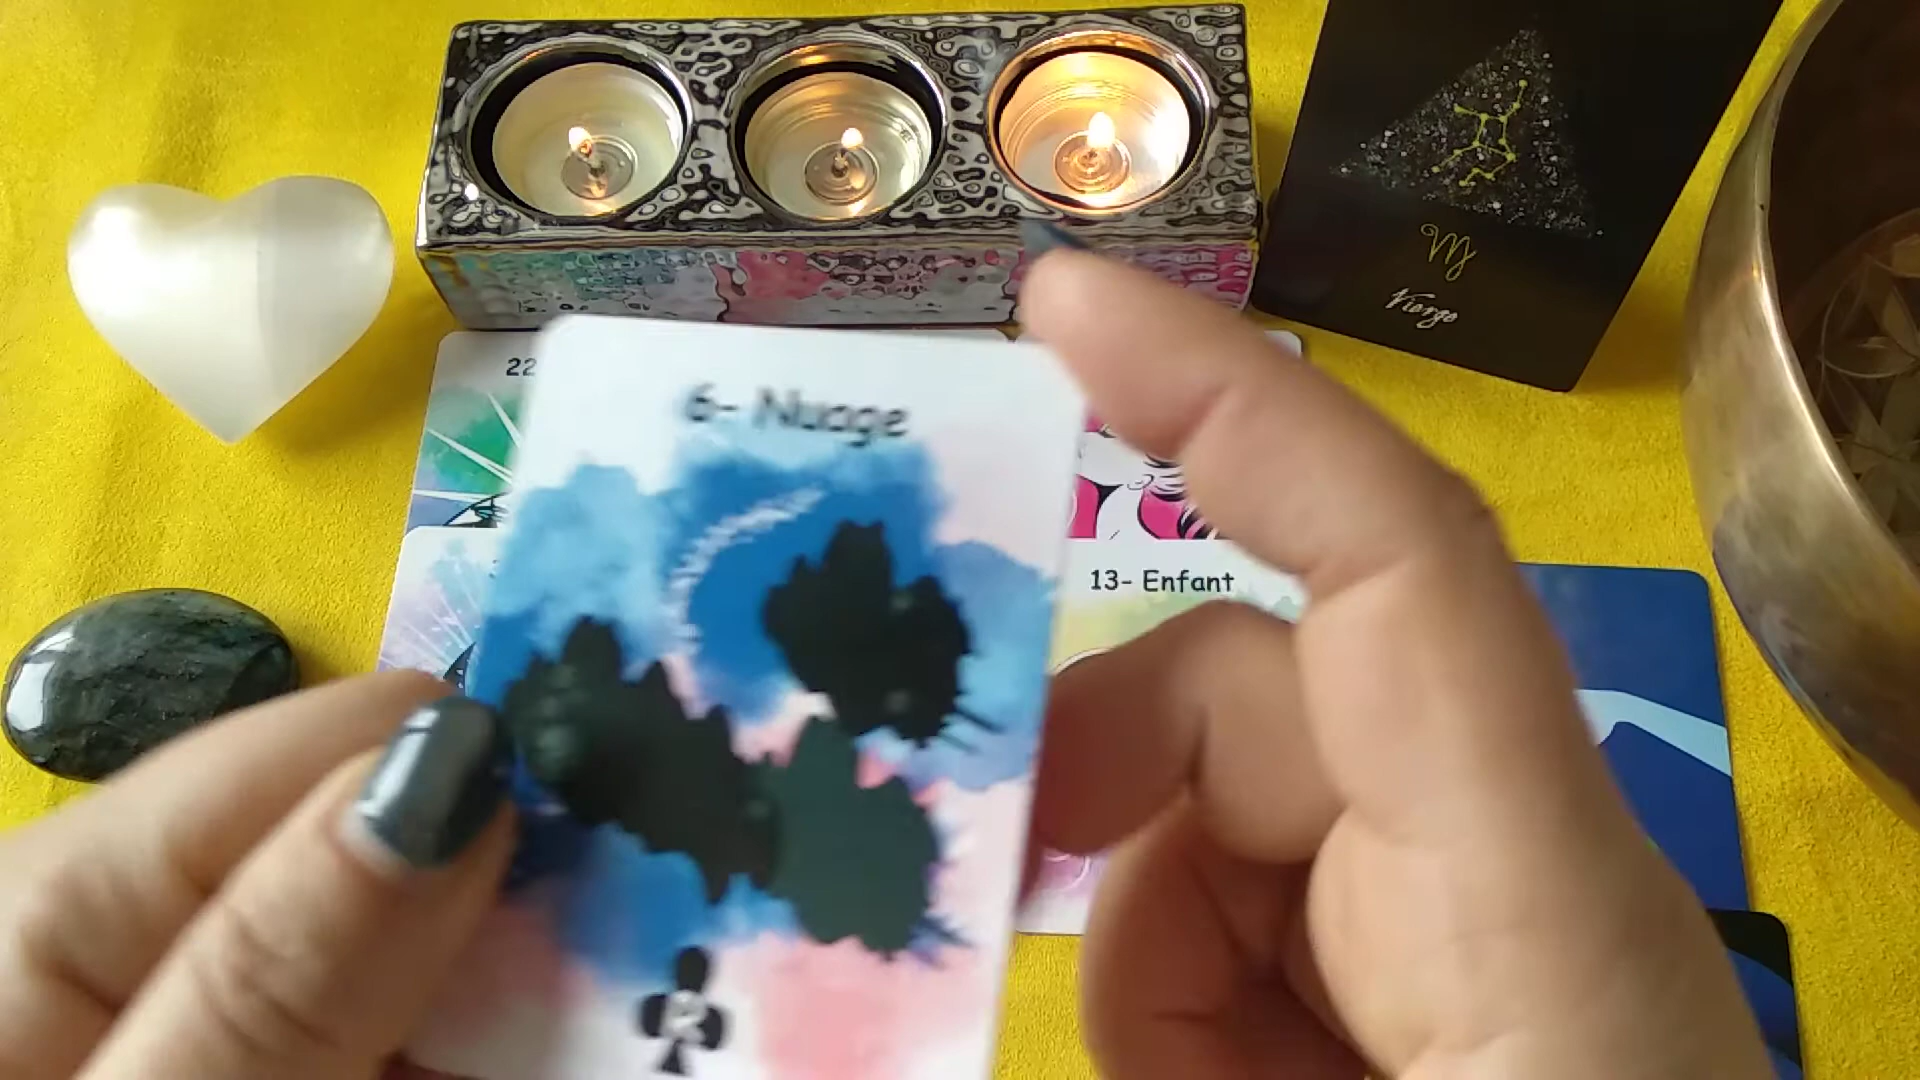 ♍
Vierge
22
6- Nuage
13- Enfant
R